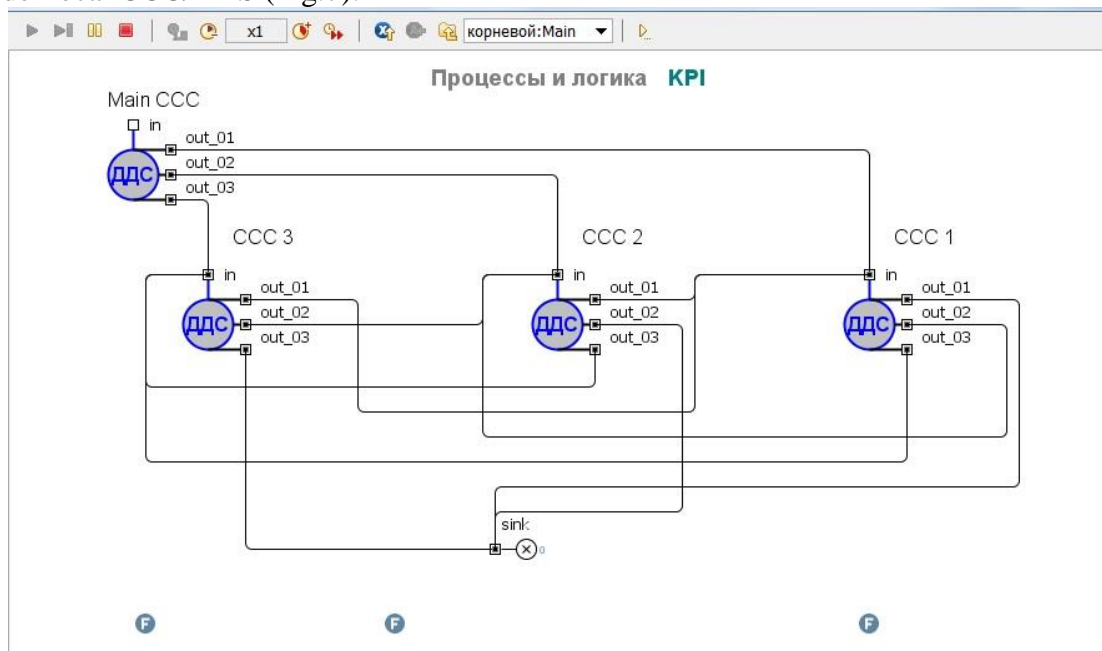 x1 корневой:Main
Процессы и логика KPI
Main CCC
in
out_01
out_02
ДДС
out_03
CCC 3 CCC 2 CCC 1
in in in
out_01 out_01 out_01
out_02 out_02 out_02
ДДС ДДС ДДС
out_03 out_03 out_03
sink
0
F F F